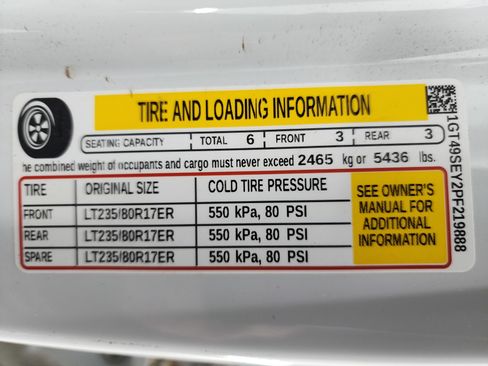 TIRE AND LOADING INFORMATION
SEATING CAPACITY TOTAL 6 FRONT 3 REAR 3
he combined weight of occupants and cargo must never exceed 2465 kg or 5436 lbs.
TIRE ORIGINAL SIZE COLD TIRE PRESSURE
FRONT LT235/80R17ER 550 kPa, 80 PSI
REAR LT235/80R17ER 550 kPa, 80 PSI
SPARE LT235/80R17ER 550 kPa, 80 PSI
SEE OWNER'S
MANUAL FOR
ADDITIONAL
INFORMATION
1GT49SEY2PF219888